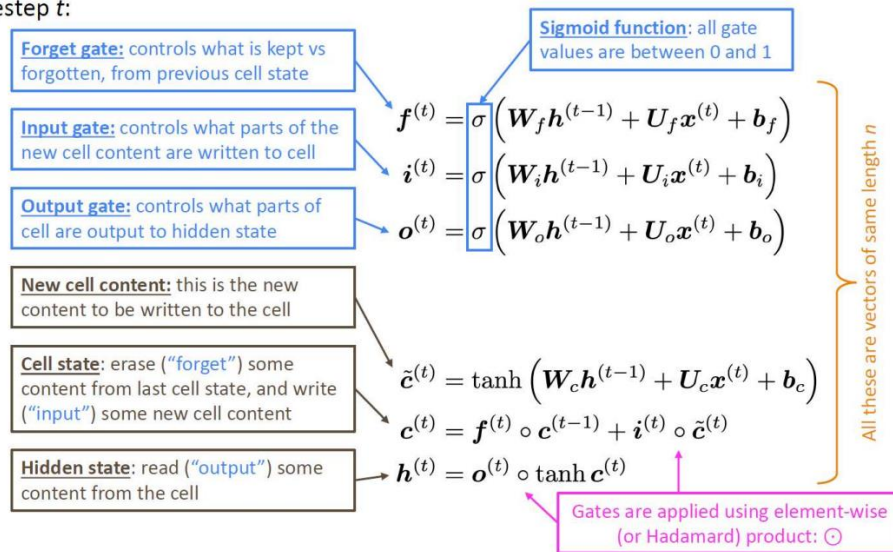 estep t:
Forget gate: controls what is kept vs
forgotten, from previous cell state
Sigmoid function: all gate
values are between 0 and 1
Input gate: controls what parts of the
new cell content are written to cell
Output gate: controls what parts of
cell are output to hidden state
New cell content: this is the new
content to be written to the cell
Cell state: erase (“forget”) some
content from last cell state, and write
(“input”) some new cell content
Hidden state: read (“output”) some
content from the cell
f^(t) = σ(W_f h^(t−1) + U_f x^(t) + b_f)
i^(t) = σ(W_i h^(t−1) + U_i x^(t) + b_i)
o^(t) = σ(W_o h^(t−1) + U_o x^(t) + b_o)
c̃^(t) = tanh(W_c h^(t−1) + U_c x^(t) + b_c)
c^(t) = f^(t) ∘ c^(t−1) + i^(t) ∘ c̃^(t)
h^(t) = o^(t) ∘ tanh c^(t)
All these are vectors of same length n
Gates are applied using element-wise
(or Hadamard) product: ⊙